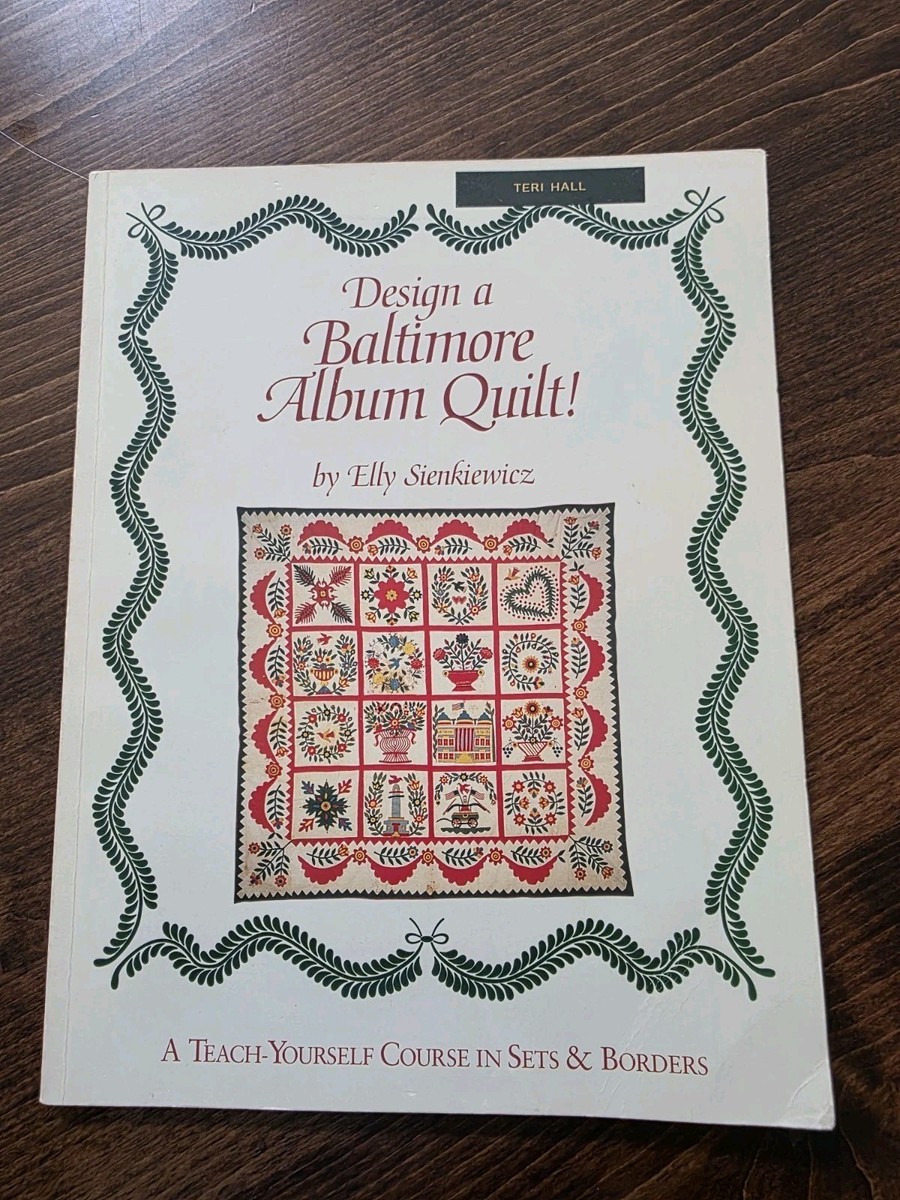 TERI HALL
Design a
Baltimore
Album Quilt!
by Elly Sienkiewicz
A TEACH-YOURSELF COURSE IN SETS & BORDERS